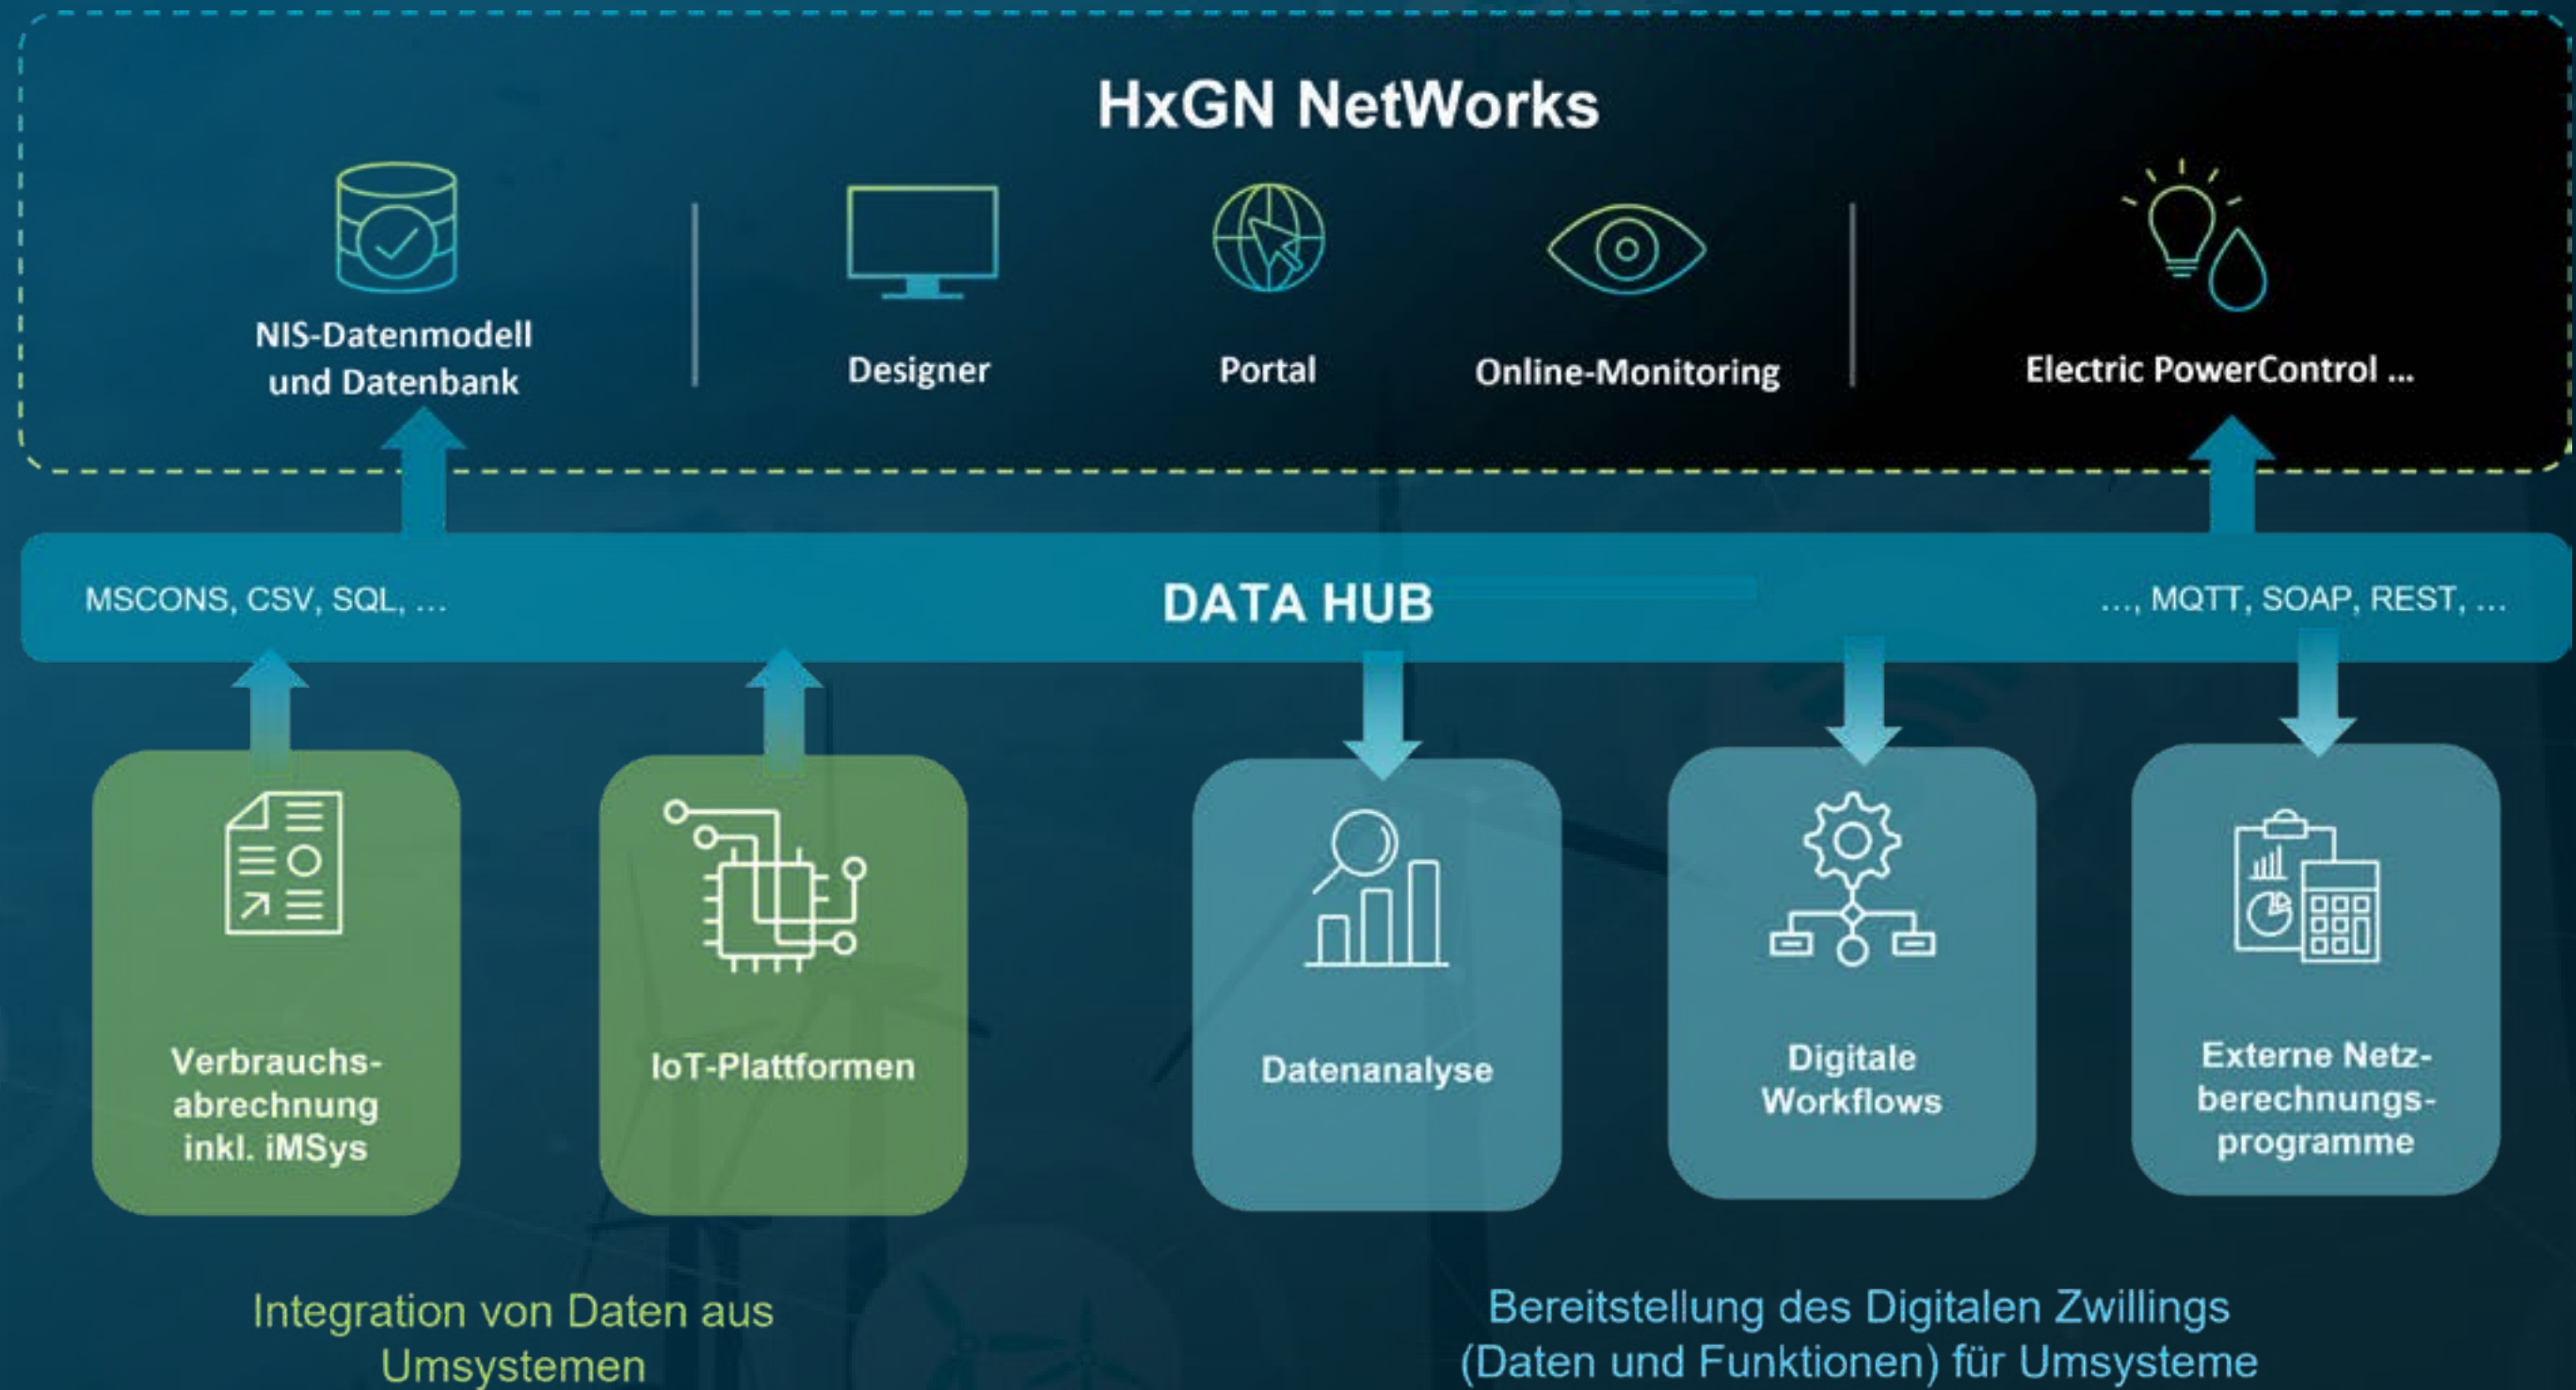 HxGN NetWorks
NIS-Datenmodell
und Datenbank
Designer
Portal
Online-Monitoring
Electric PowerControl ...
MSCONS, CSV, SQL, ...
DATA HUB
..., MQTT, SOAP, REST, ...
Verbrauchs-
abrechnung
inkl. iMSys
IoT-Plattformen
Datenanalyse
Digitale
Workflows
Externe Netz-
berechnungs-
programme
Integration von Daten aus
Umsystemen
Bereitstellung des Digitalen Zwillings
(Daten und Funktionen) für Umsysteme